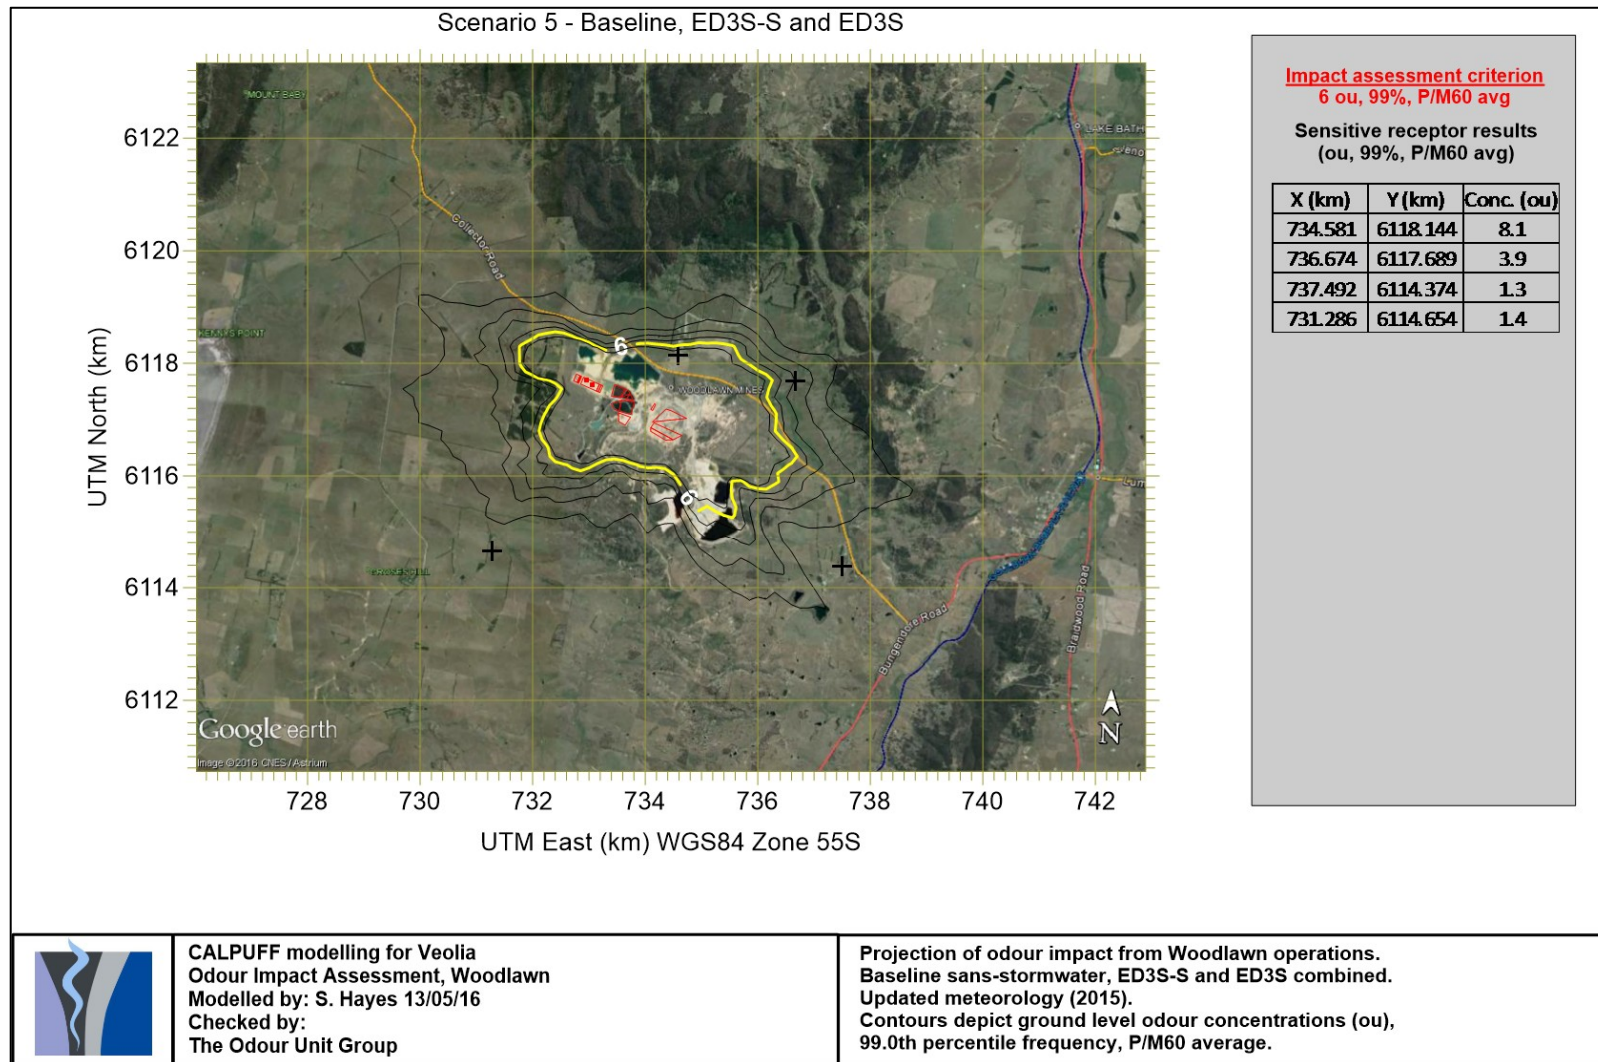 Scenario 5 - Baseline, ED3S-S and ED3S
Impact assessment criterion
6 ou, 99%, P/M60 avg
Sensitive receptor results
(ou, 99%, P/M60 avg)
X (km) Y (km) Conc. (ou)
734.581 6118.144 8.1
736.674 6117.689 3.9
737.492 6114.374 1.3
731.286 6114.654 1.4
UTM North (km)
6122
6120
6118
6116
6114
6112
MOUNT BABY
LAKE BATH
Collector Road
KENNYS POINT
6
WOODLAWN MINES
6
Bungendore Road
Braidwood Road
Google earth
Image © 2016 CNES / Astrium
N
728 730 732 734 736 738 740 742
UTM East (km) WGS84 Zone 55S
CALPUFF modelling for Veolia
Odour Impact Assessment, Woodlawn
Modelled by: S. Hayes 13/05/16
Checked by:
The Odour Unit Group
Projection of odour impact from Woodlawn operations.
Baseline sans-stormwater, ED3S-S and ED3S combined.
Updated meteorology (2015).
Contours depict ground level odour concentrations (ou),
99.0th percentile frequency, P/M60 average.